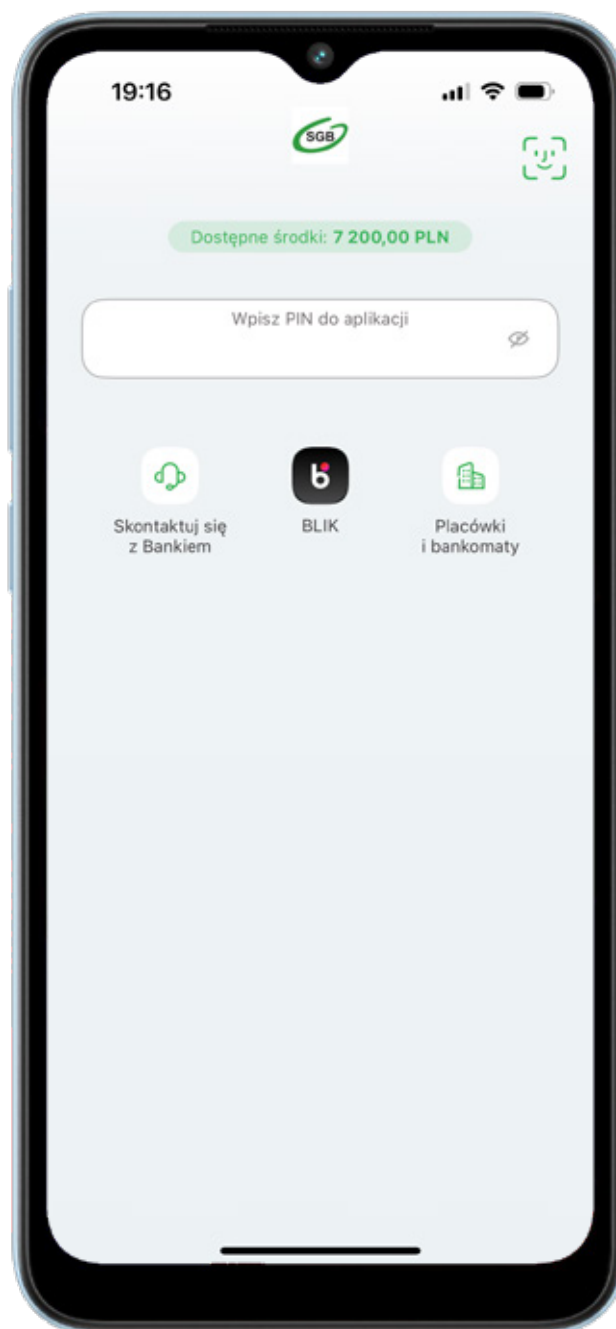 19:16
SGB
Dostępne środki: 7 200,00 PLN
Wpisz PIN do aplikacji
Skontaktuj się
z Bankiem
BLIK
Placówki
i bankomaty